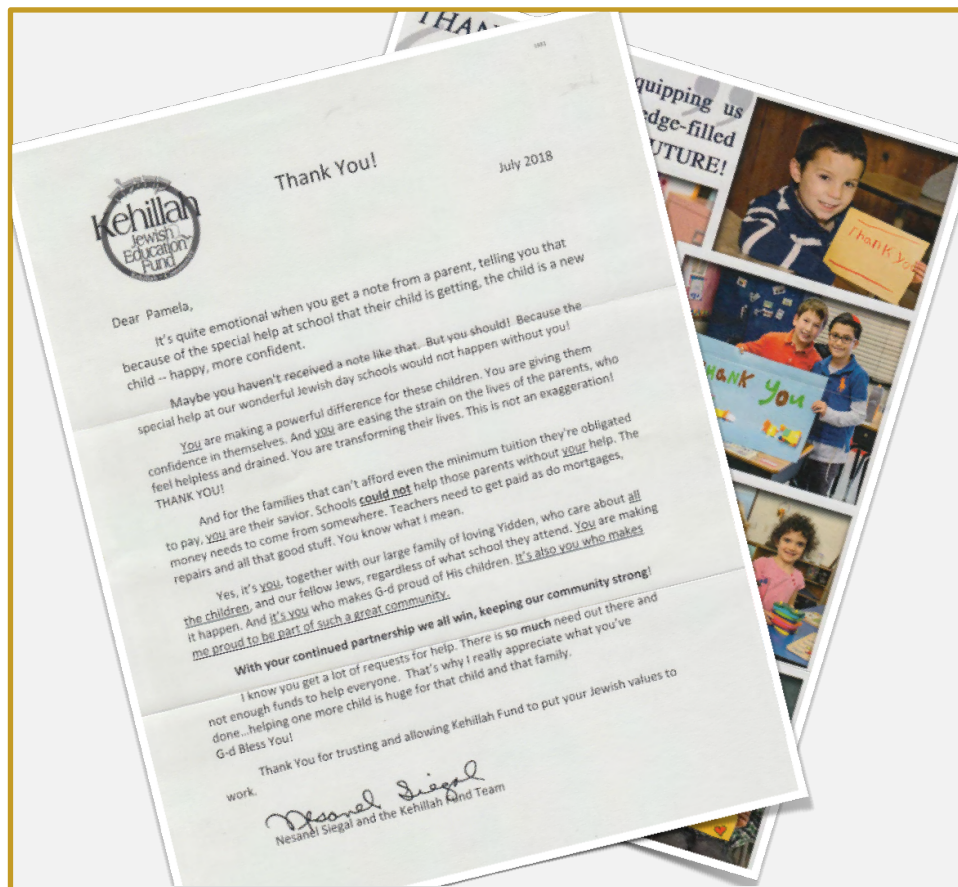 Thank You!
July 2018
Kehillah
Jewish
Education
Fund
Dear Pamela,
It's quite emotional when you get a note from a parent, telling you that
because of the special help at school that their child is getting, the child is a new
child -- happy, more confident.
Maybe you haven't received a note like that. But you should! Because the
special help at our wonderful Jewish day schools would not happen without you!
You are making a powerful difference for these children. You are giving them
confidence in themselves. And you are easing the strain on the lives of the parents, who
feel helpless and drained. You are transforming their lives. This is not an exaggeration!
THANK YOU!
And for the families that can't afford even the minimum tuition they're obligated
to pay, you are their savior. Schools could not help those parents without your help. The
money needs to come from somewhere. Teachers need to get paid as do mortgages,
repairs and all that good stuff. You know what I mean.
Yes, it's you, together with our large family of loving Yidden, who care about all
the children, and our fellow Jews, regardless of what school they attend. You are making
it happen. And it's you who makes G-d proud of His children. It's also you who makes
me proud to be part of such a great community.
With your continued partnership we all win, keeping our community strong!
I know you get a lot of requests for help. There is so much need out there and
not enough funds to help everyone. That's why I really appreciate what you've
done...helping one more child is huge for that child and that family.
G-d Bless You!
Thank You for trusting and allowing Kehillah Fund to put your Jewish values to
work.
Nesanel Siegal
Nesanel Siegal and the Kehillah Fund Team
THAN
quipping us
edge-filled
UTURE!
Thank You
HANK YOU